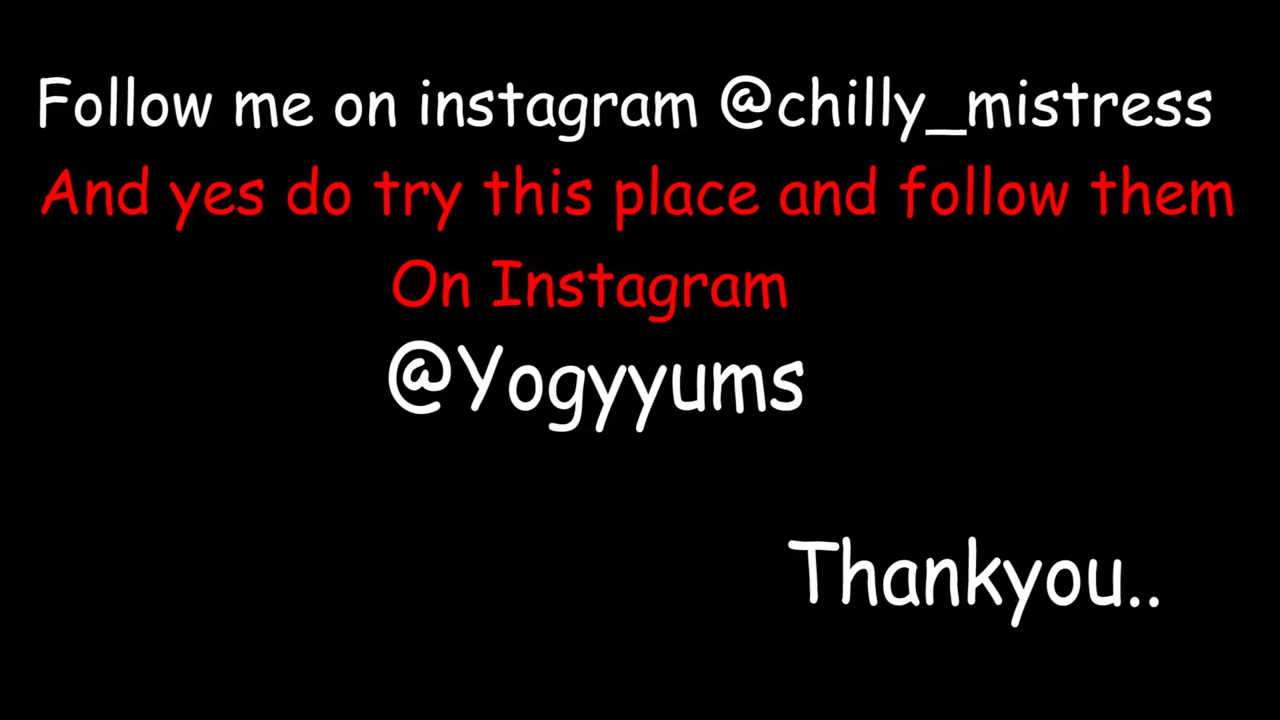 Follow me on instagram @chilly_mistress
And yes do try this place and follow them
On Instagram
@Yogyyums
Thankyou..